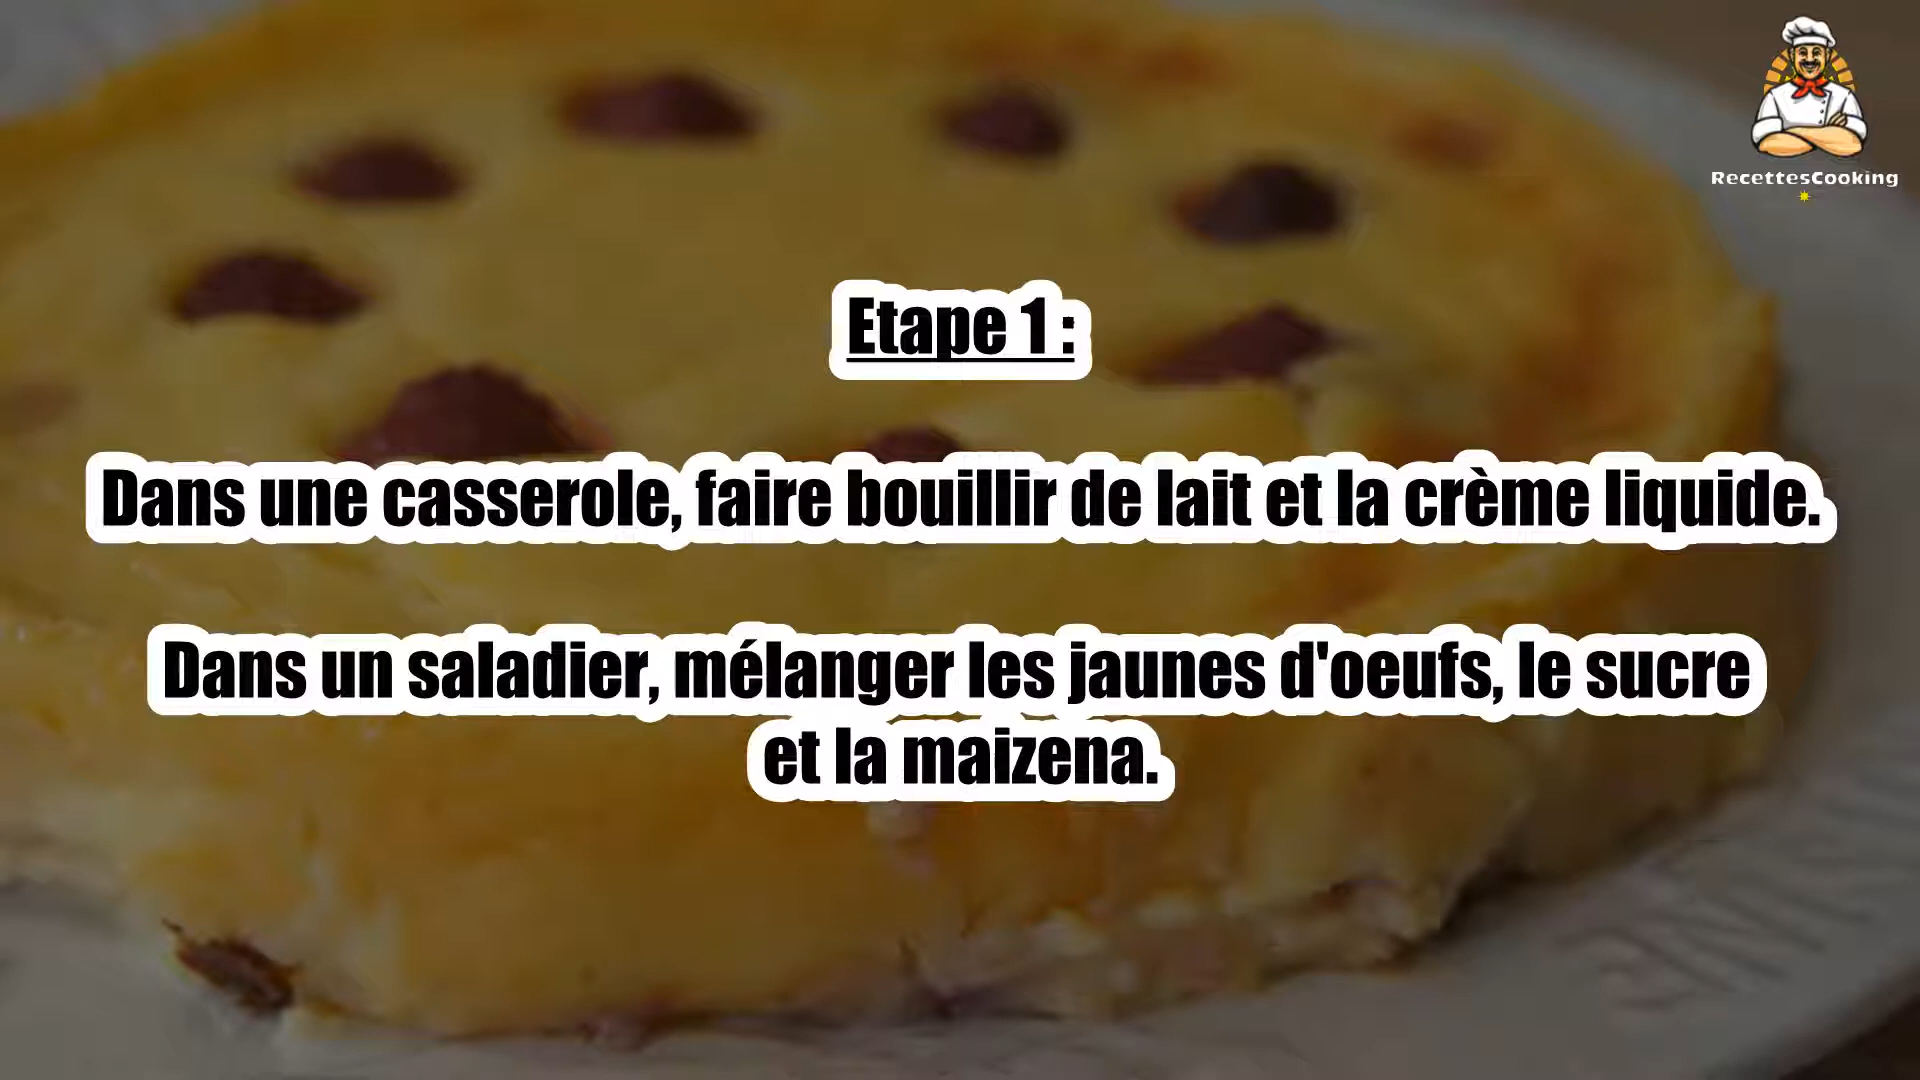 RecettesCooking
Etape 1 :
Dans une casserole, faire bouillir de lait et la crème liquide.
Dans un saladier, mélanger les jaunes d'oeufs, le sucre
et la maizena.